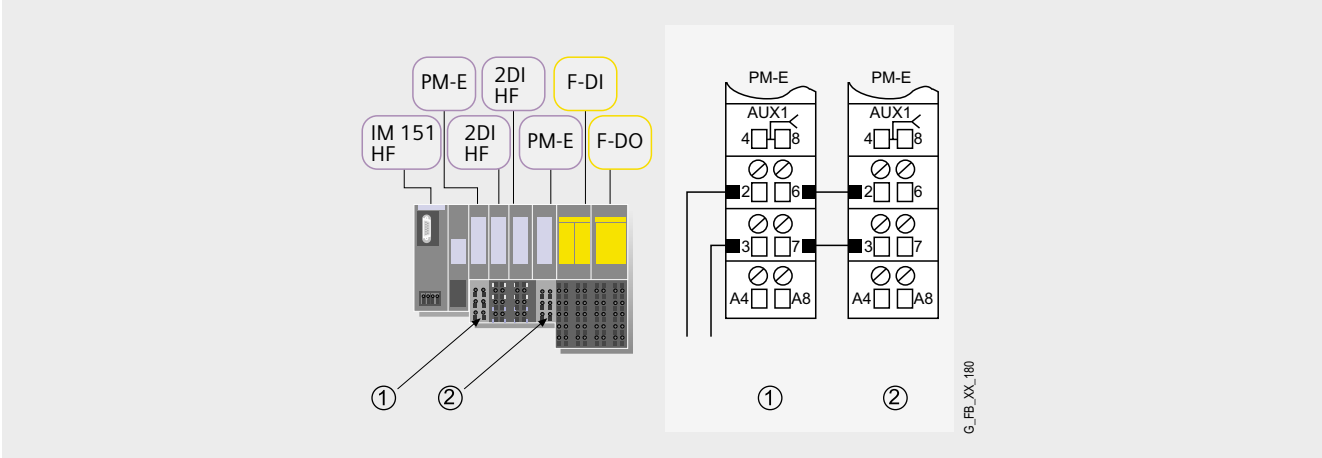 PM-E
2DI
HF
F-DI
IM 151
HF
2DI
HF
PM-E
F-DO
①
②
PM-E
AUX1
4
8
2
6
3
7
A4
A8
①
PM-E
AUX1
4
8
2
6
3
7
A4
A8
②
G_FB_XX_180